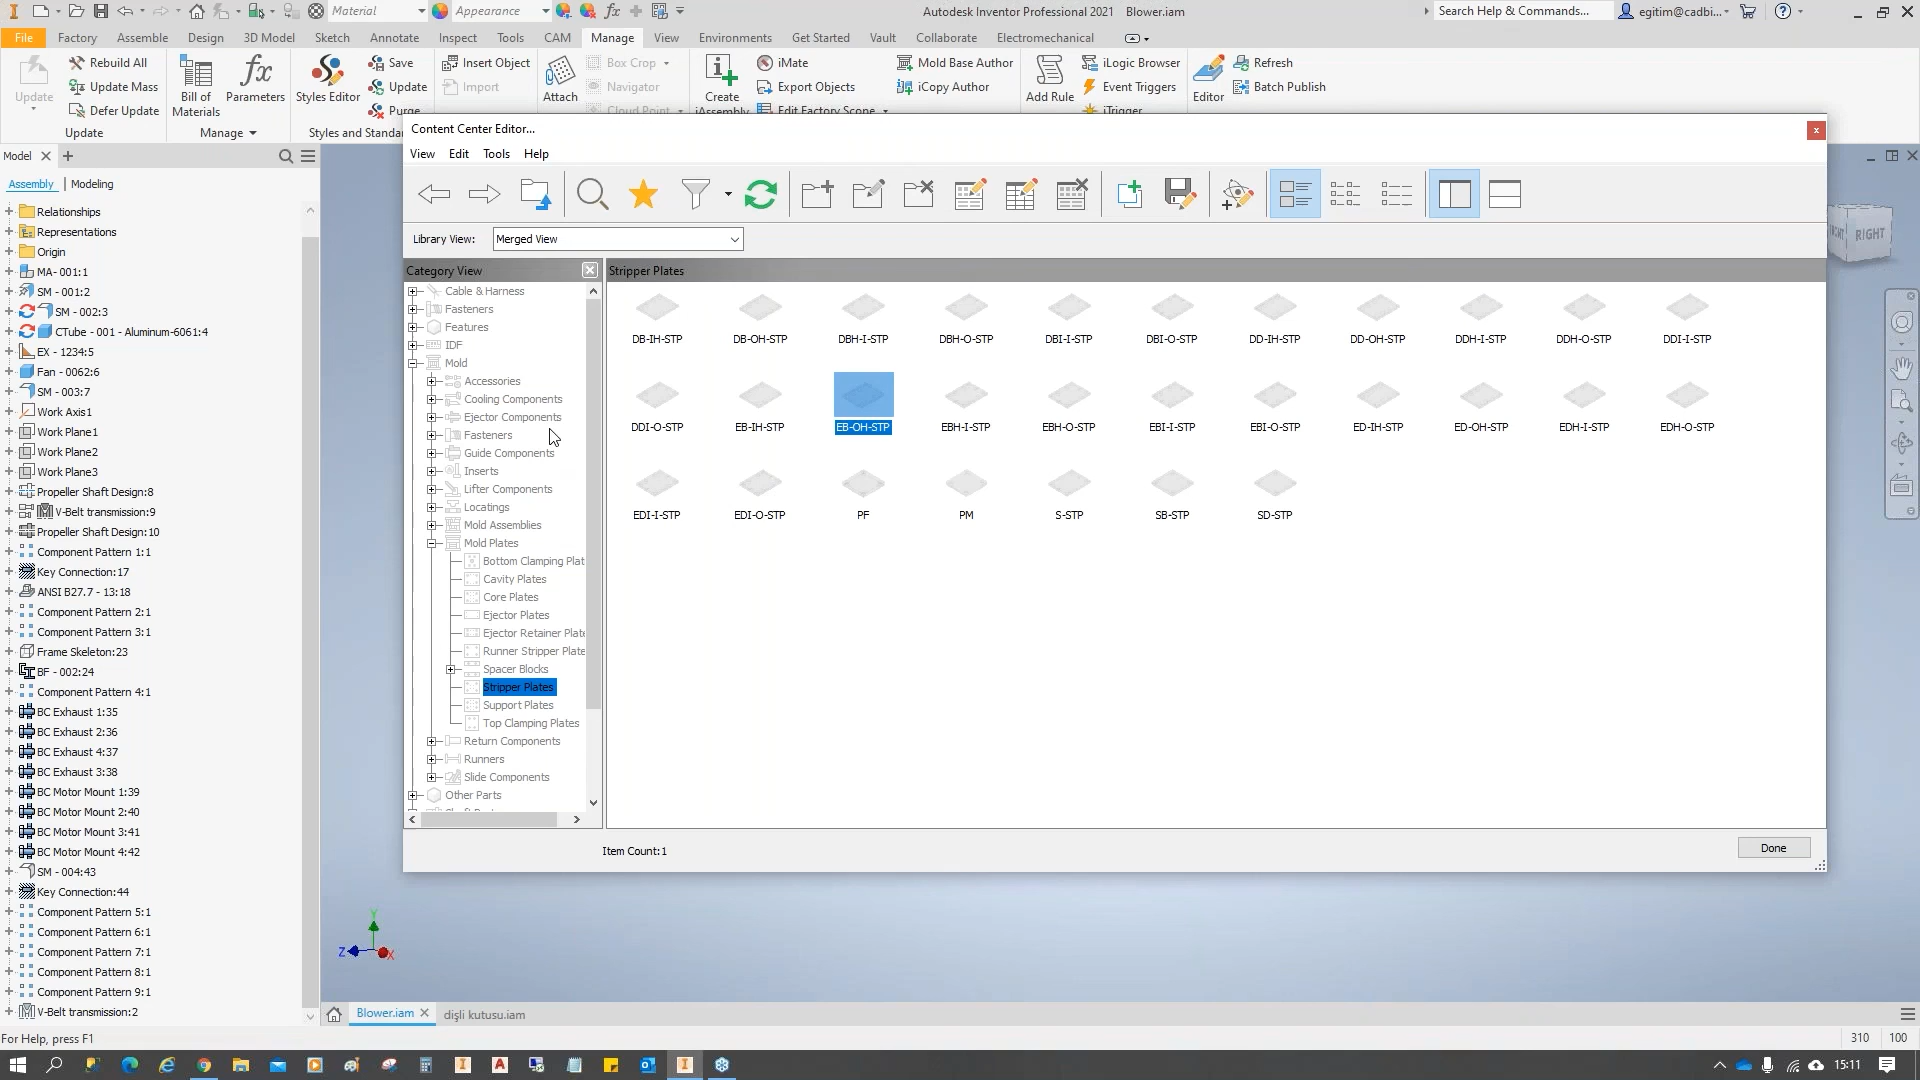 Material
Appearance
Autodesk Inventor Professional 2021 Blower.iam
Search Help & Commands...
egitim@cadbi...
File Factory Assemble Design 3D Model Sketch Annotate Inspect Tools CAM Manage View Environments Get Started Vault Collaborate Electromechanical
Update
Rebuild All
Update Mass
Defer Update
Update
Bill of Materials
Parameters
Manage
Styles Editor
Save
Update
Purge
Styles and Standa
Insert Object
Import
Attach
Box Crop
Navigator
Cloud Point
Create
iAssembly
iMate
Export Objects
Edit Factory Scope
Mold Base Author
iCopy Author
Add Rule
iLogic Browser
Event Triggers
iTrigger
Editor
Refresh
Batch Publish
Model
Assembly | Modeling
Relationships
Representations
Origin
MA- 001:1
SM - 001:2
SM - 002:3
CTube - 001 - Aluminum-6061:4
EX - 1234:5
Fan - 0062:6
SM - 003:7
Work Axis1
Work Plane1
Work Plane2
Work Plane3
Propeller Shaft Design:8
V-Belt transmission:9
Propeller Shaft Design:10
Component Pattern 1:1
Key Connection:17
ANSI B27.7 - 13:18
Component Pattern 2:1
Component Pattern 3:1
Frame Skeleton:23
BF - 002:24
Component Pattern 4:1
BC Exhaust 1:35
BC Exhaust 2:36
BC Exhaust 4:37
BC Exhaust 3:38
BC Motor Mount 1:39
BC Motor Mount 2:40
BC Motor Mount 3:41
BC Motor Mount 4:42
SM - 004:43
Key Connection:44
Component Pattern 5:1
Component Pattern 6:1
Component Pattern 7:1
Component Pattern 8:1
Component Pattern 9:1
V-Belt transmission:2
Content Center Editor...
View Edit Tools Help
Library View: Merged View
Category View
Cable & Harness
Fasteners
Features
IDF
Mold
Accessories
Cooling Components
Ejector Components
Fasteners
Guide Components
Inserts
Lifter Components
Locatings
Mold Assemblies
Mold Plates
Bottom Clamping Plat
Cavity Plates
Core Plates
Ejector Plates
Ejector Retainer Plate
Runner Stripper Plate
Spacer Blocks
Stripper Plates
Support Plates
Top Clamping Plates
Return Components
Runners
Slide Components
Other Parts
Stripper Plates
DB-IH-STP DB-OH-STP DBH-I-STP DBH-O-STP DBI-I-STP DBI-O-STP DD-IH-STP DD-OH-STP DDH-I-STP DDH-O-STP DDI-I-STP
DDI-O-STP EB-IH-STP EB-OH-STP EBH-I-STP EBH-O-STP EBI-I-STP EBI-O-STP ED-IH-STP ED-OH-STP EDH-I-STP EDH-O-STP
EDI-I-STP EDI-O-STP PF PM S-STP SB-STP SD-STP
Item Count:1
Done
RIGHT
Y
Z
X
Blower.iam
dişli kutusu.iam
For Help, press F1
310 100
15:11